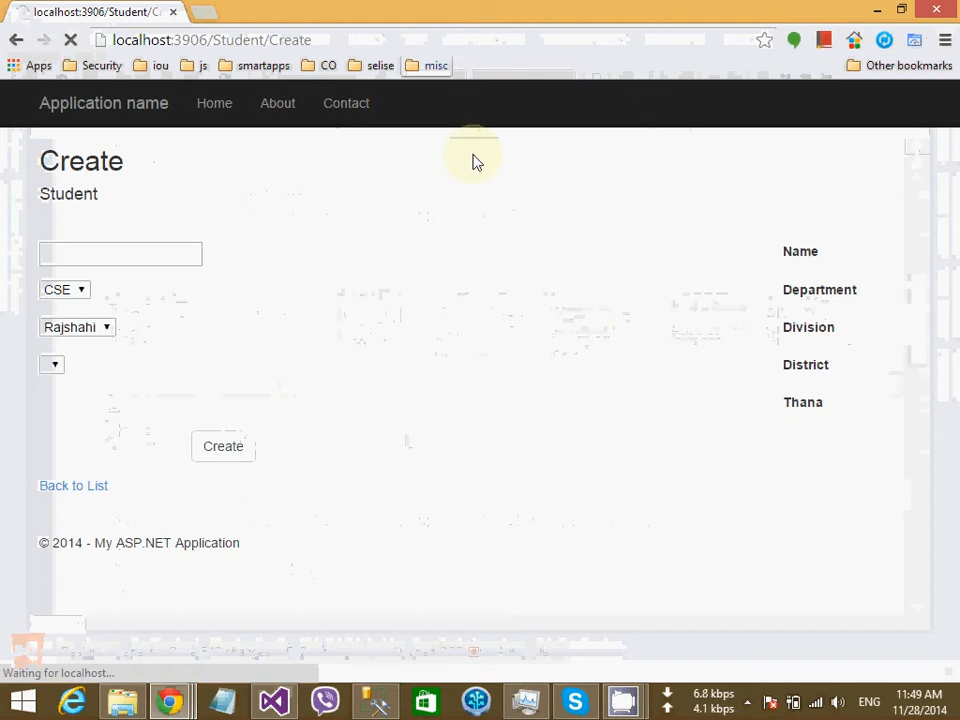 localhost:3906/Student/Cr
localhost:3906/Student/Create
Apps Security iou js smartapps CO selise misc Other bookmarks
Application name Home About Contact
Create
Student
Name
CSE Department
Rajshahi Division
District
Thana
Create
Back to List
© 2014 - My ASP.NET Application
Waiting for localhost...
6.8 kbps
4.1 kbps
ENG
11:49 AM
11/28/2014